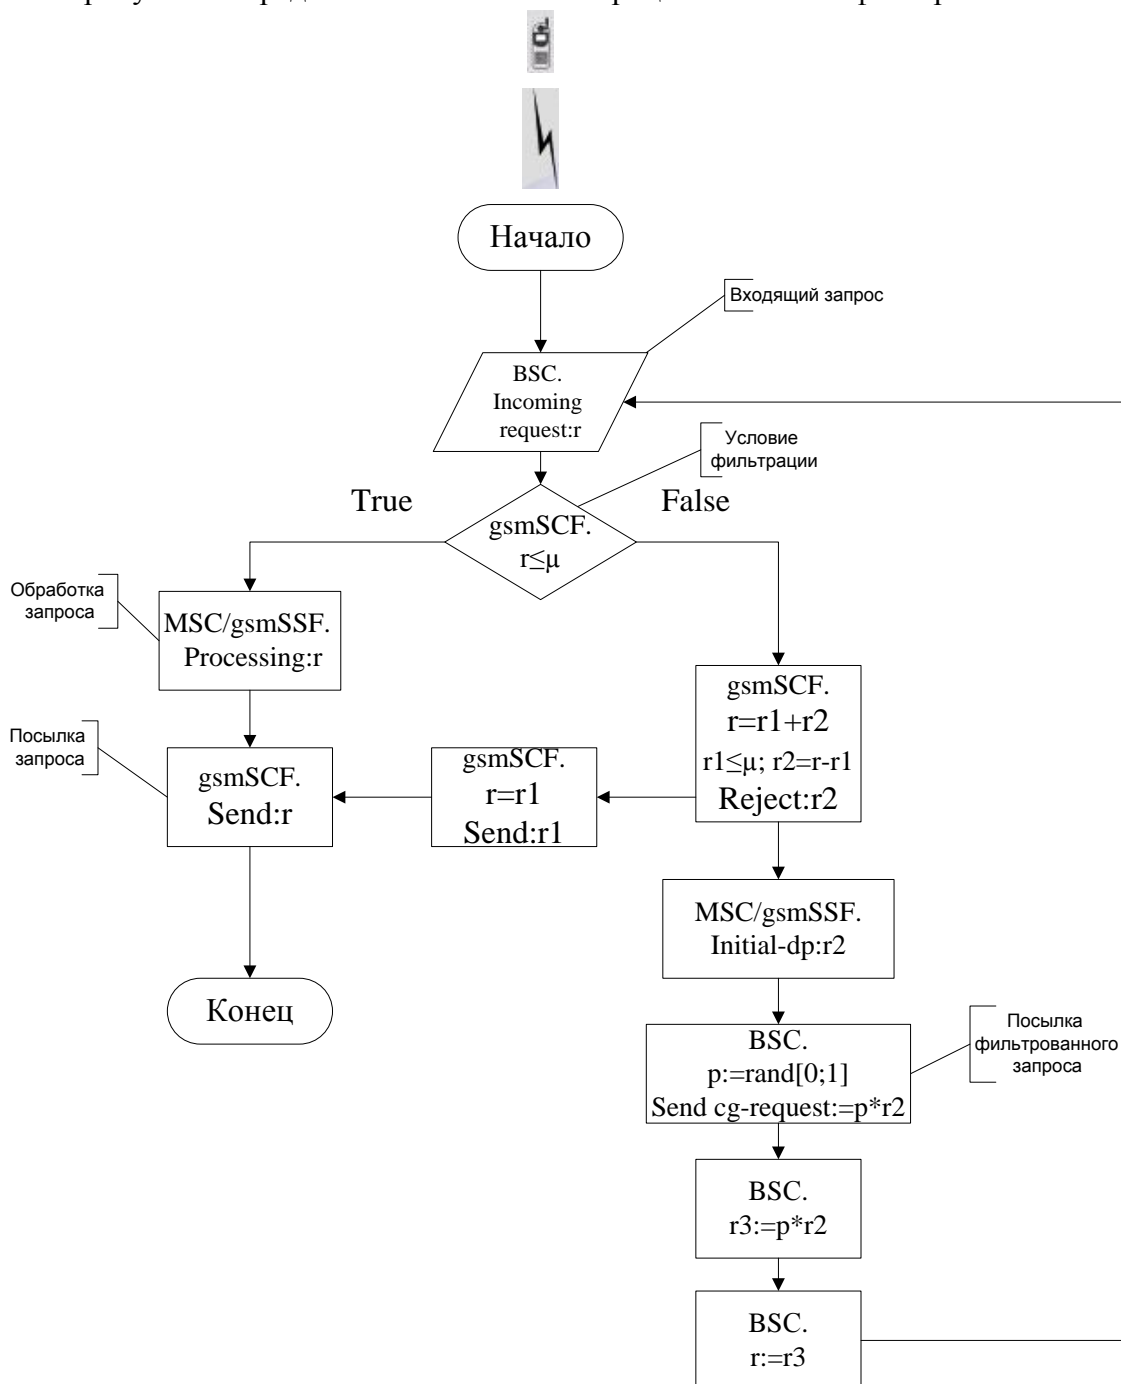 Начало
Входящий запрос
BSC.
Incoming
request:r
Условие
фильтрации
True
False
gsmSCF.
r≤μ
Обработка
запроса
MSC/gsmSSF.
Processing:r
gsmSCF.
r=r1+r2
r1≤μ; r2=r-r1
Reject:r2
Посылка
запроса
gsmSCF.
Send:r
gsmSCF.
r=r1
Send:r1
MSC/gsmSSF.
Initial-dp:r2
Конец
BSC.
p:=rand[0;1]
Send cg-request:=p*r2
Посылка
фильтрованного
запроса
BSC.
r3:=p*r2
BSC.
r:=r3